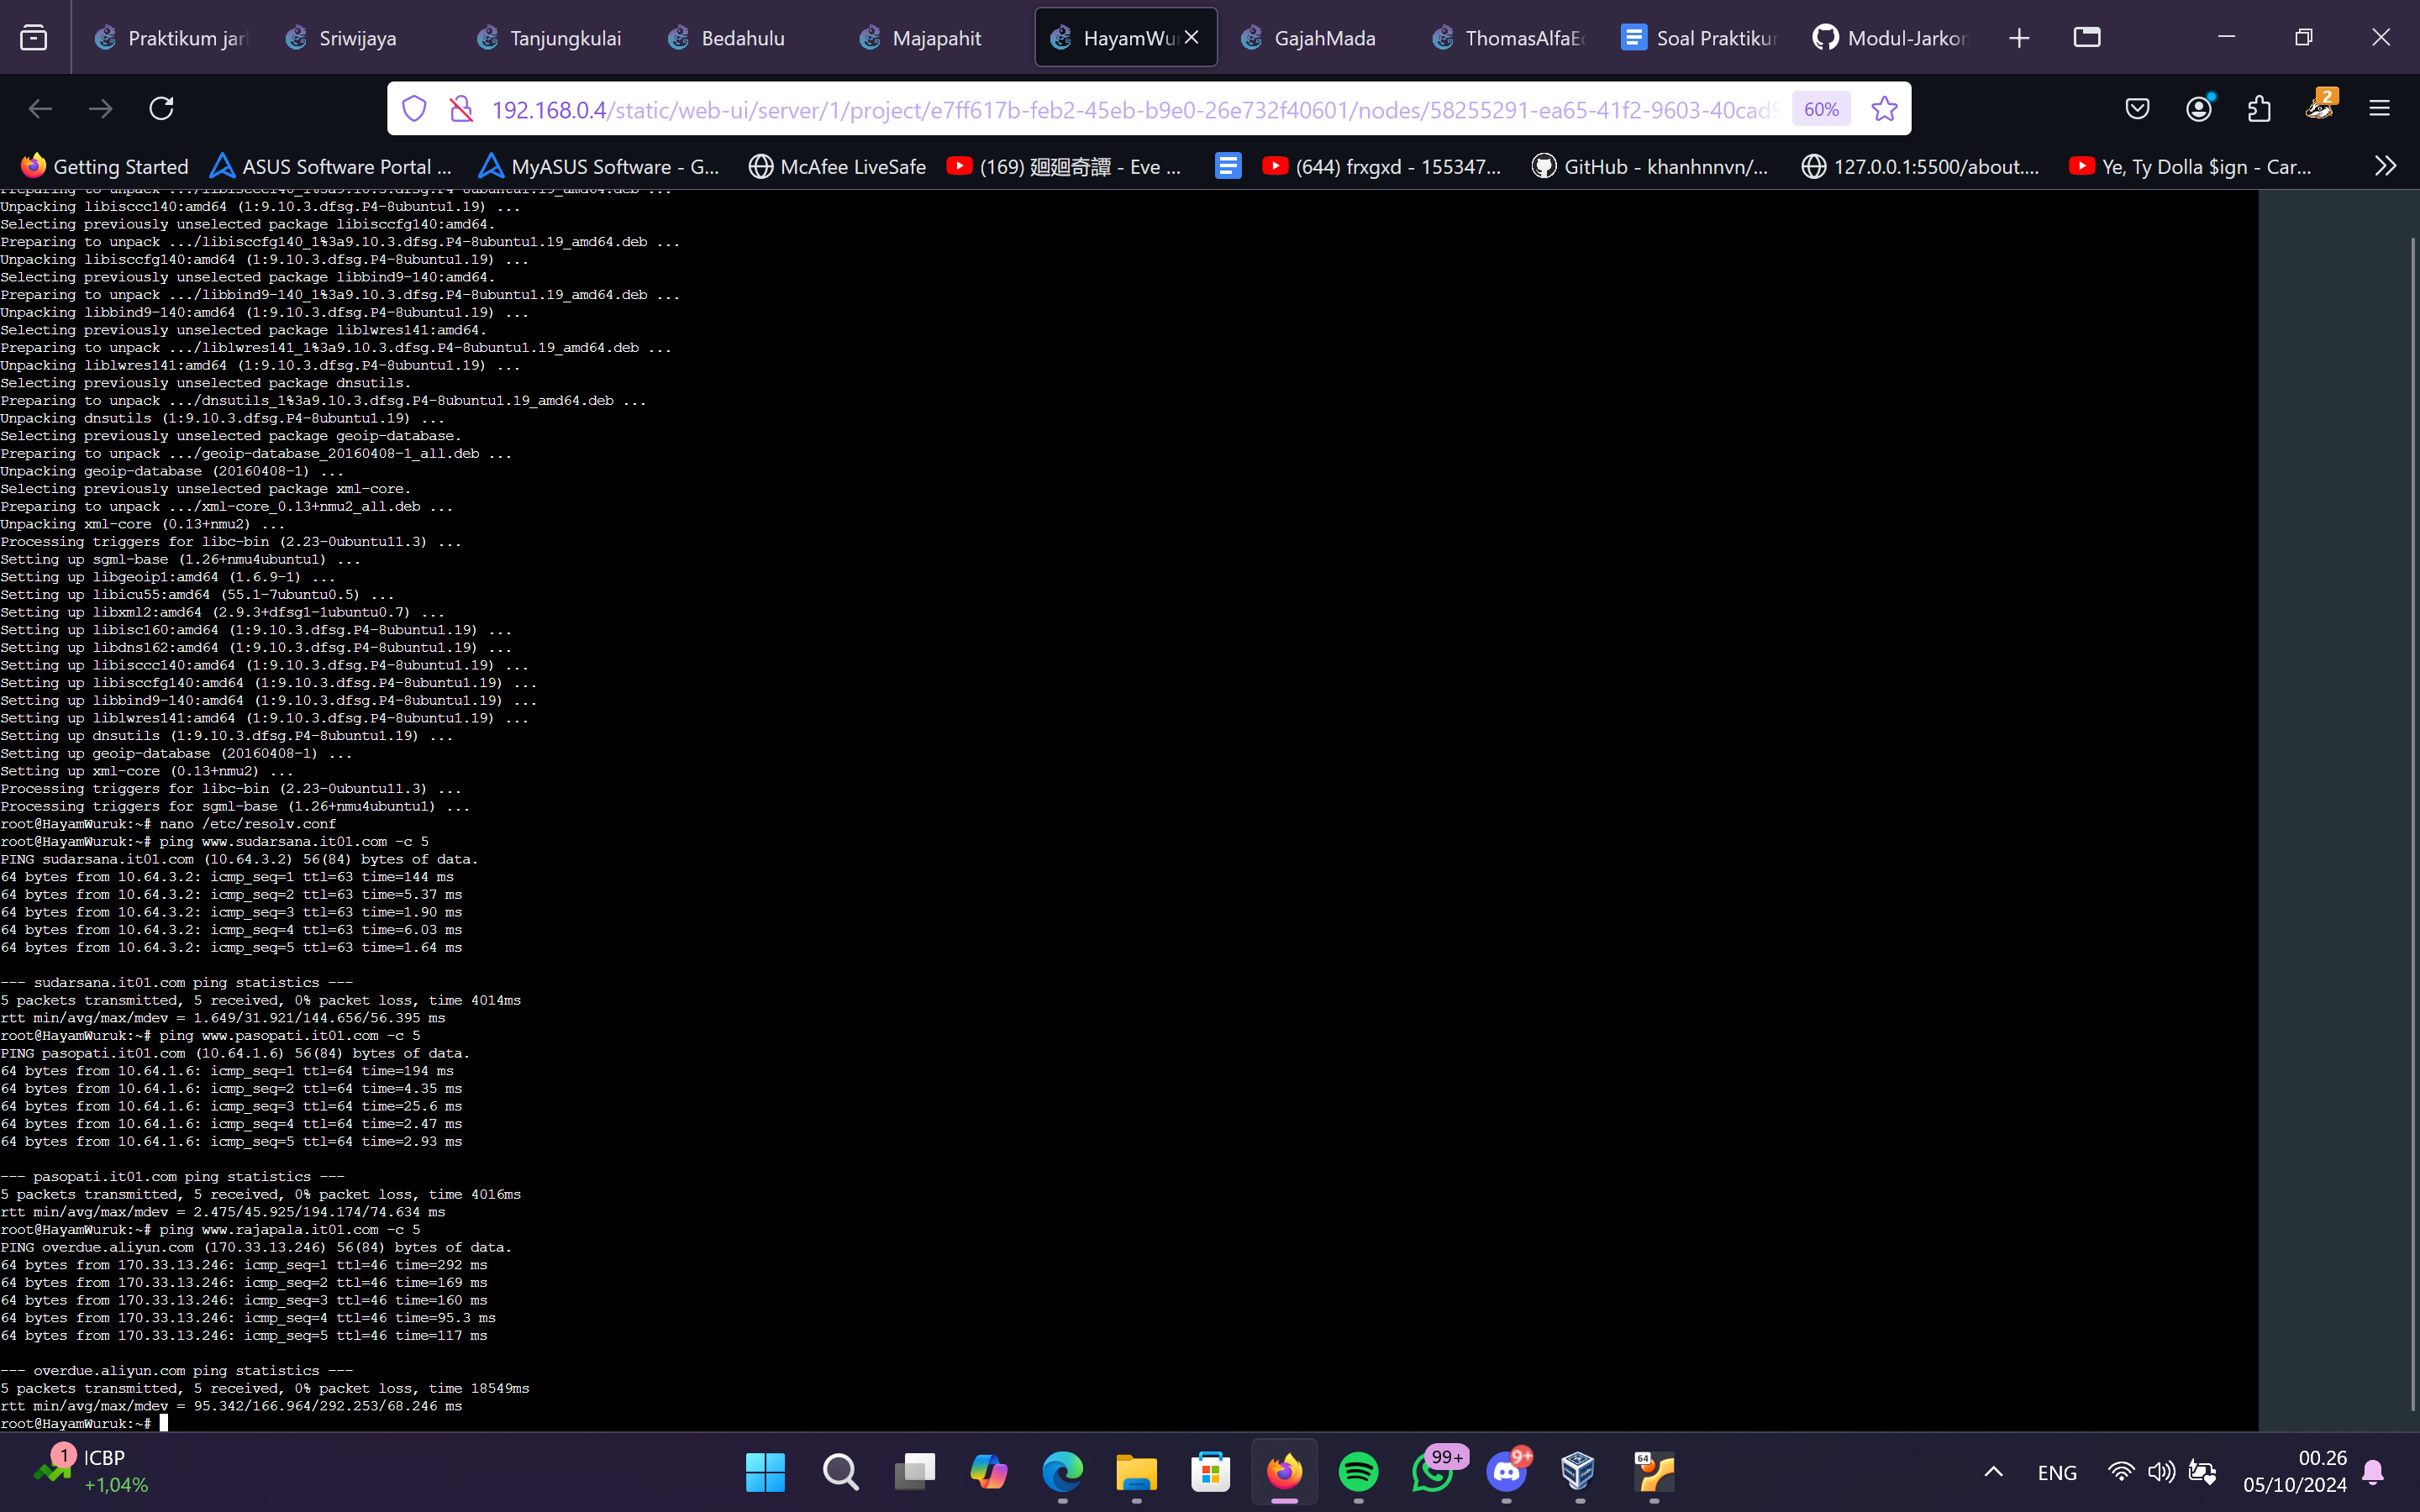 Praktikum jar
Sriwijaya
Tanjungkulai
Bedahulu
Majapahit
HayamWu
GajahMada
ThomasAlfaEd
Soal Praktikur
Modul-Jarkon
192.168.0.4/static/web-ui/server/1/project/e7ff617b-feb2-45eb-b9e0-26e732f40601/nodes/58255291-ea65-41f2-9603-40cad9
60%
2
Getting Started
ASUS Software Portal ...
MyASUS Software - G...
McAfee LiveSafe
(169) 廻廻奇譚 - Eve ...
(644) frxgxd - 155347...
GitHub - khanhnnvn/...
127.0.0.1:5500/about....
Ye, Ty Dolla $ign - Car...
Preparing to unpack .../libisccc140_1%3a9.10.3.dfsg.P4-8ubuntu1.19_amd64.deb ...
Unpacking libisccc140:amd64 (1:9.10.3.dfsg.P4-8ubuntu1.19) ...
Selecting previously unselected package libisccfg140:amd64.
Preparing to unpack .../libisccfg140_1%3a9.10.3.dfsg.P4-8ubuntu1.19_amd64.deb ...
Unpacking libisccfg140:amd64 (1:9.10.3.dfsg.P4-8ubuntu1.19) ...
Selecting previously unselected package libbind9-140:amd64.
Preparing to unpack .../libbind9-140_1%3a9.10.3.dfsg.P4-8ubuntu1.19_amd64.deb ...
Unpacking libbind9-140:amd64 (1:9.10.3.dfsg.P4-8ubuntu1.19) ...
Selecting previously unselected package liblwres141:amd64.
Preparing to unpack .../liblwres141_1%3a9.10.3.dfsg.P4-8ubuntu1.19_amd64.deb ...
Unpacking liblwres141:amd64 (1:9.10.3.dfsg.P4-8ubuntu1.19) ...
Selecting previously unselected package dnsutils.
Preparing to unpack .../dnsutils_1%3a9.10.3.dfsg.P4-8ubuntu1.19_amd64.deb ...
Unpacking dnsutils (1:9.10.3.dfsg.P4-8ubuntu1.19) ...
Selecting previously unselected package geoip-database.
Preparing to unpack .../geoip-database_20160408-1_all.deb ...
Unpacking geoip-database (20160408-1) ...
Selecting previously unselected package xml-core.
Preparing to unpack .../xml-core_0.13+nmu2_all.deb ...
Unpacking xml-core (0.13+nmu2) ...
Processing triggers for libc-bin (2.23-0ubuntu11.3) ...
Setting up sgml-base (1.26+nmu4ubuntu1) ...
Setting up libgeoip1:amd64 (1.6.9-1) ...
Setting up libicu55:amd64 (55.1-7ubuntu0.5) ...
Setting up libxml2:amd64 (2.9.3+dfsg1-1ubuntu0.7) ...
Setting up libisc160:amd64 (1:9.10.3.dfsg.P4-8ubuntu1.19) ...
Setting up libdns162:amd64 (1:9.10.3.dfsg.P4-8ubuntu1.19) ...
Setting up libisccc140:amd64 (1:9.10.3.dfsg.P4-8ubuntu1.19) ...
Setting up libisccfg140:amd64 (1:9.10.3.dfsg.P4-8ubuntu1.19) ...
Setting up libbind9-140:amd64 (1:9.10.3.dfsg.P4-8ubuntu1.19) ...
Setting up liblwres141:amd64 (1:9.10.3.dfsg.P4-8ubuntu1.19) ...
Setting up dnsutils (1:9.10.3.dfsg.P4-8ubuntu1.19) ...
Setting up geoip-database (20160408-1) ...
Setting up xml-core (0.13+nmu2) ...
Processing triggers for libc-bin (2.23-0ubuntu11.3) ...
Processing triggers for sgml-base (1.26+nmu4ubuntu1) ...
root@HayamWuruk:~# nano /etc/resolv.conf
root@HayamWuruk:~# ping www.sudarsana.it01.com -c 5
PING sudarsana.it01.com (10.64.3.2) 56(84) bytes of data.
64 bytes from 10.64.3.2: icmp_seq=1 ttl=63 time=144 ms
64 bytes from 10.64.3.2: icmp_seq=2 ttl=63 time=5.37 ms
64 bytes from 10.64.3.2: icmp_seq=3 ttl=63 time=1.90 ms
64 bytes from 10.64.3.2: icmp_seq=4 ttl=63 time=6.03 ms
64 bytes from 10.64.3.2: icmp_seq=5 ttl=63 time=1.64 ms
--- sudarsana.it01.com ping statistics ---
5 packets transmitted, 5 received, 0% packet loss, time 4014ms
rtt min/avg/max/mdev = 1.649/31.921/144.656/56.395 ms
root@HayamWuruk:~# ping www.pasopati.it01.com -c 5
PING pasopati.it01.com (10.64.1.6) 56(84) bytes of data.
64 bytes from 10.64.1.6: icmp_seq=1 ttl=64 time=194 ms
64 bytes from 10.64.1.6: icmp_seq=2 ttl=64 time=4.35 ms
64 bytes from 10.64.1.6: icmp_seq=3 ttl=64 time=25.6 ms
64 bytes from 10.64.1.6: icmp_seq=4 ttl=64 time=2.47 ms
64 bytes from 10.64.1.6: icmp_seq=5 ttl=64 time=2.93 ms
--- pasopati.it01.com ping statistics ---
5 packets transmitted, 5 received, 0% packet loss, time 4016ms
rtt min/avg/max/mdev = 2.475/45.925/194.174/74.634 ms
root@HayamWuruk:~# ping www.rajapala.it01.com -c 5
PING overdue.aliyun.com (170.33.13.246) 56(84) bytes of data.
64 bytes from 170.33.13.246: icmp_seq=1 ttl=46 time=292 ms
64 bytes from 170.33.13.246: icmp_seq=2 ttl=46 time=169 ms
64 bytes from 170.33.13.246: icmp_seq=3 ttl=46 time=160 ms
64 bytes from 170.33.13.246: icmp_seq=4 ttl=46 time=95.3 ms
64 bytes from 170.33.13.246: icmp_seq=5 ttl=46 time=117 ms
--- overdue.aliyun.com ping statistics ---
5 packets transmitted, 5 received, 0% packet loss, time 18549ms
rtt min/avg/max/mdev = 95.342/166.964/292.253/68.246 ms
root@HayamWuruk:~#
1
ICBP
+1,04%
99+
9+
64
ENG
00.26
05/10/2024